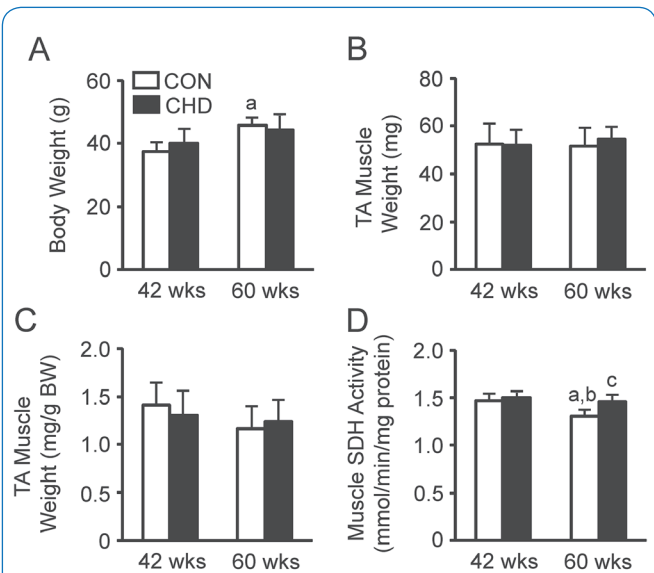 A
Body Weight (g)
60
40
20
0
CON
CHD
a
42 wks
60 wks
B
TA Muscle
Weight (mg)
80
60
40
20
0
42 wks
60 wks
C
TA Muscle
Weight (mg/g BW)
2.0
1.5
1.0
0.5
0
42 wks
60 wks
D
Muscle SDH Activity
(mmol/min/mg protein)
2.0
1.5
1.0
0.5
0
a,b
c
42 wks
60 wks